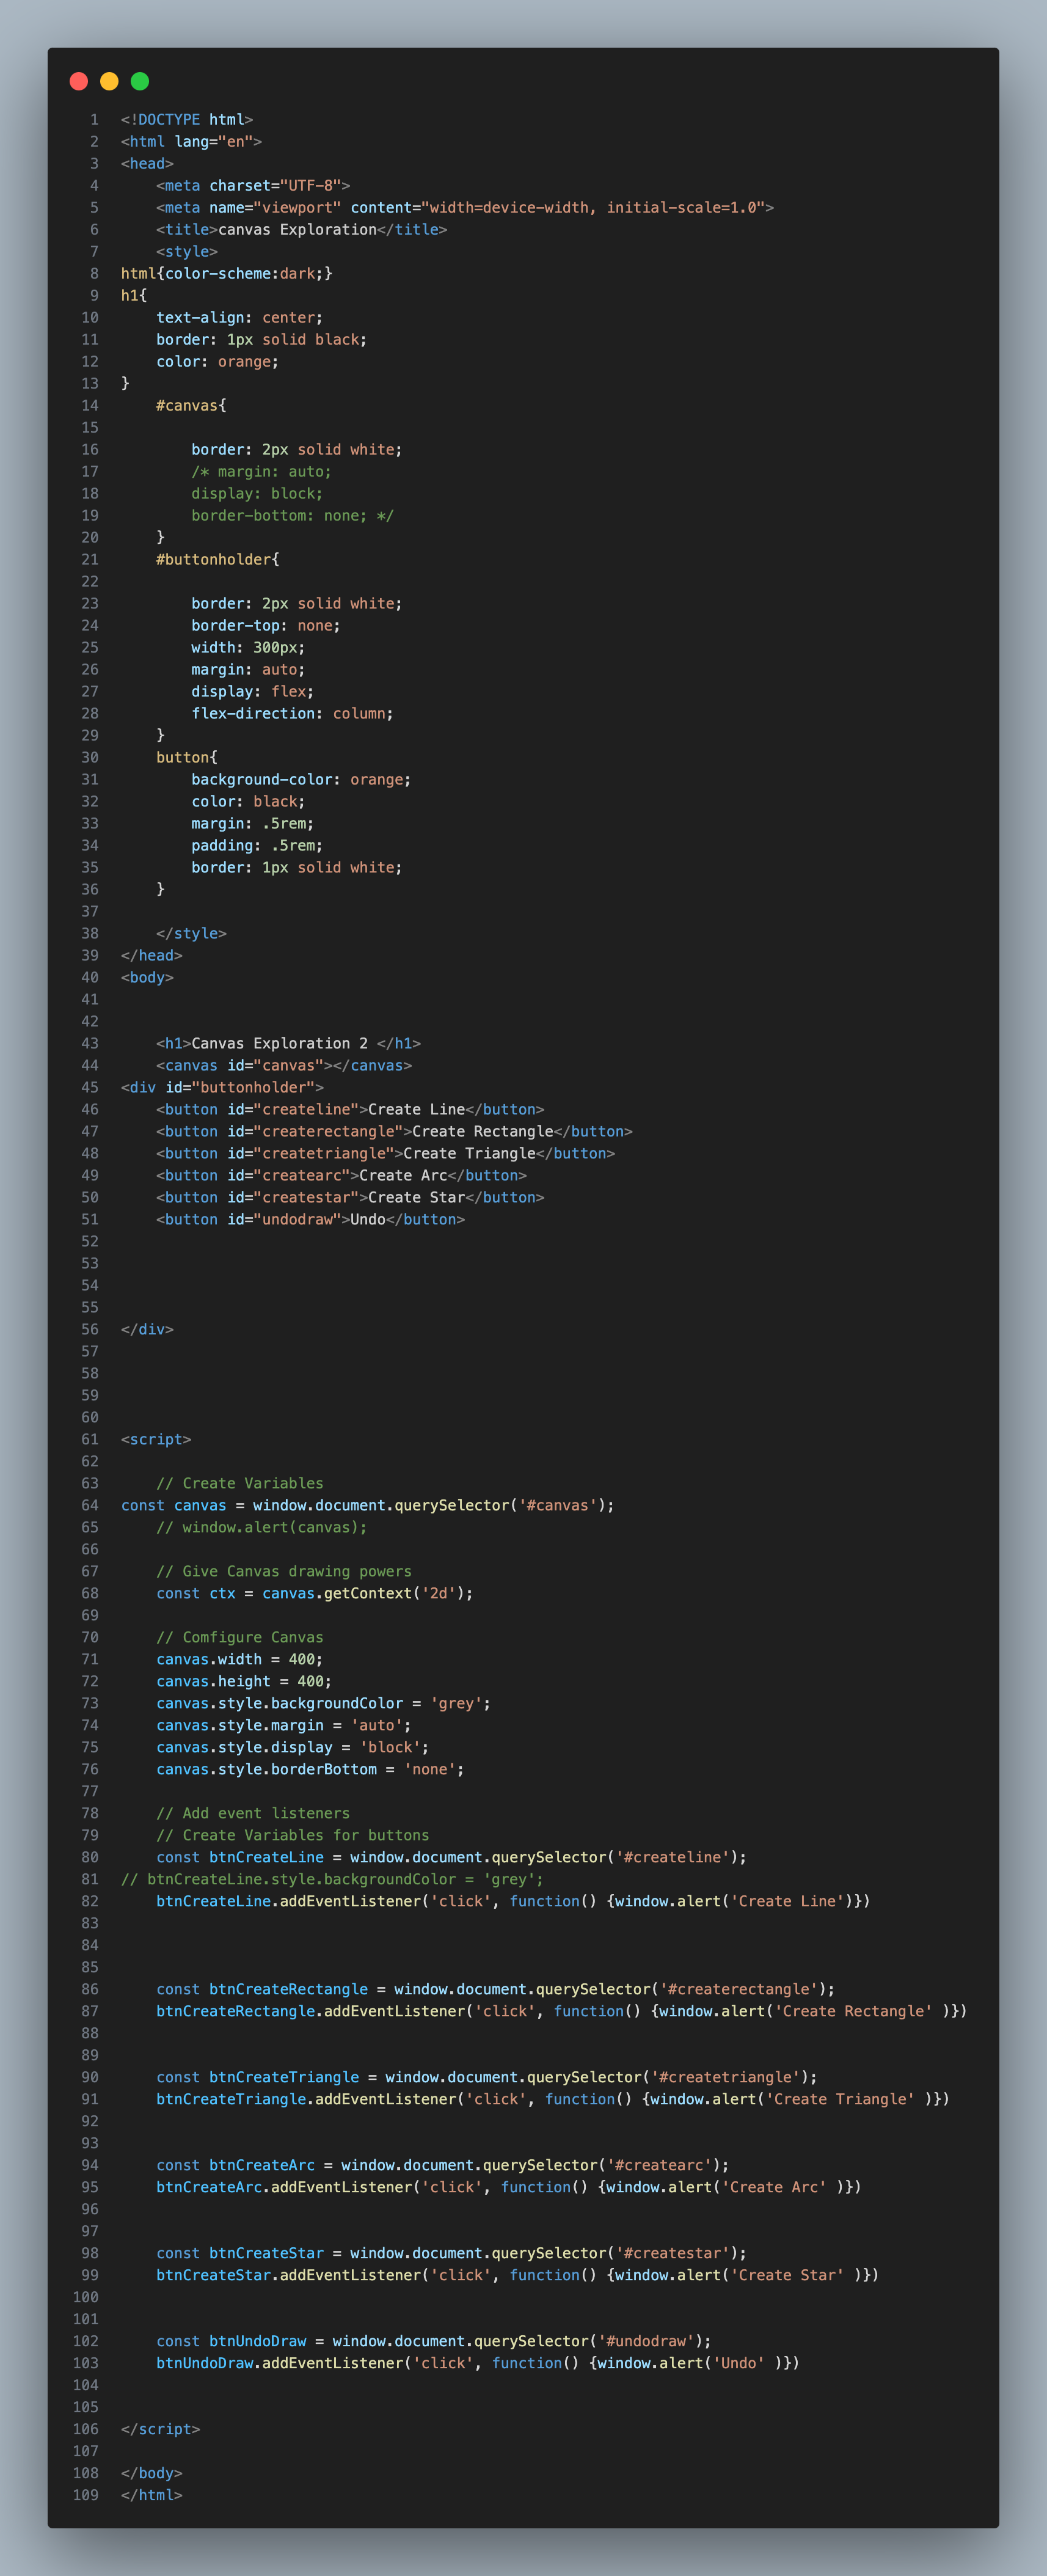 1 <!DOCTYPE html>
2 <html lang="en">
3 <head>
4     <meta charset="UTF-8">
5     <meta name="viewport" content="width=device-width, initial-scale=1.0">
6     <title>canvas Exploration</title>
7     <style>
8 html{color-scheme:dark;}
9 h1{
10     text-align: center;
11     border: 1px solid black;
12     color: orange;
13 }
14     #canvas{
15
16         border: 2px solid white;
17         /* margin: auto;
18         display: block;
19         border-bottom: none; */
20     }
21     #buttonholder{
22
23         border: 2px solid white;
24         border-top: none;
25         width: 300px;
26         margin: auto;
27         display: flex;
28         flex-direction: column;
29     }
30     button{
31         background-color: orange;
32         color: black;
33         margin: .5rem;
34         padding: .5rem;
35         border: 1px solid white;
36     }
37
38     </style>
39 </head>
40 <body>
41
42
43     <h1>Canvas Exploration 2 </h1>
44     <canvas id="canvas"></canvas>
45 <div id="buttonholder">
46     <button id="createline">Create Line</button>
47     <button id="createrectangle">Create Rectangle</button>
48     <button id="createtriangle">Create Triangle</button>
49     <button id="createarc">Create Arc</button>
50     <button id="createstar">Create Star</button>
51     <button id="undodraw">Undo</button>
52
53
54
55
56 </div>
57
58
59
60
61 <script>
62
63     // Create Variables
64 const canvas = window.document.querySelector('#canvas');
65     // window.alert(canvas);
66
67     // Give Canvas drawing powers
68     const ctx = canvas.getContext('2d');
69
70     // Comfigure Canvas
71     canvas.width = 400;
72     canvas.height = 400;
73     canvas.style.backgroundColor = 'grey';
74     canvas.style.margin = 'auto';
75     canvas.style.display = 'block';
76     canvas.style.borderBottom = 'none';
77
78     // Add event listeners
79     // Create Variables for buttons
80     const btnCreateLine = window.document.querySelector('#createline');
81 // btnCreateLine.style.backgroundColor = 'grey';
82     btnCreateLine.addEventListener('click', function() {window.alert('Create Line')})
83
84
85
86     const btnCreateRectangle = window.document.querySelector('#createrectangle');
87     btnCreateRectangle.addEventListener('click', function() {window.alert('Create Rectangle' )})
88
89
90     const btnCreateTriangle = window.document.querySelector('#createtriangle');
91     btnCreateTriangle.addEventListener('click', function() {window.alert('Create Triangle' )})
92
93
94     const btnCreateArc = window.document.querySelector('#createarc');
95     btnCreateArc.addEventListener('click', function() {window.alert('Create Arc' )})
96
97
98     const btnCreateStar = window.document.querySelector('#createstar');
99     btnCreateStar.addEventListener('click', function() {window.alert('Create Star' )})
100
101
102     const btnUndoDraw = window.document.querySelector('#undodraw');
103     btnUndoDraw.addEventListener('click', function() {window.alert('Undo' )})
104
105
106 </script>
107
108 </body>
109 </html>